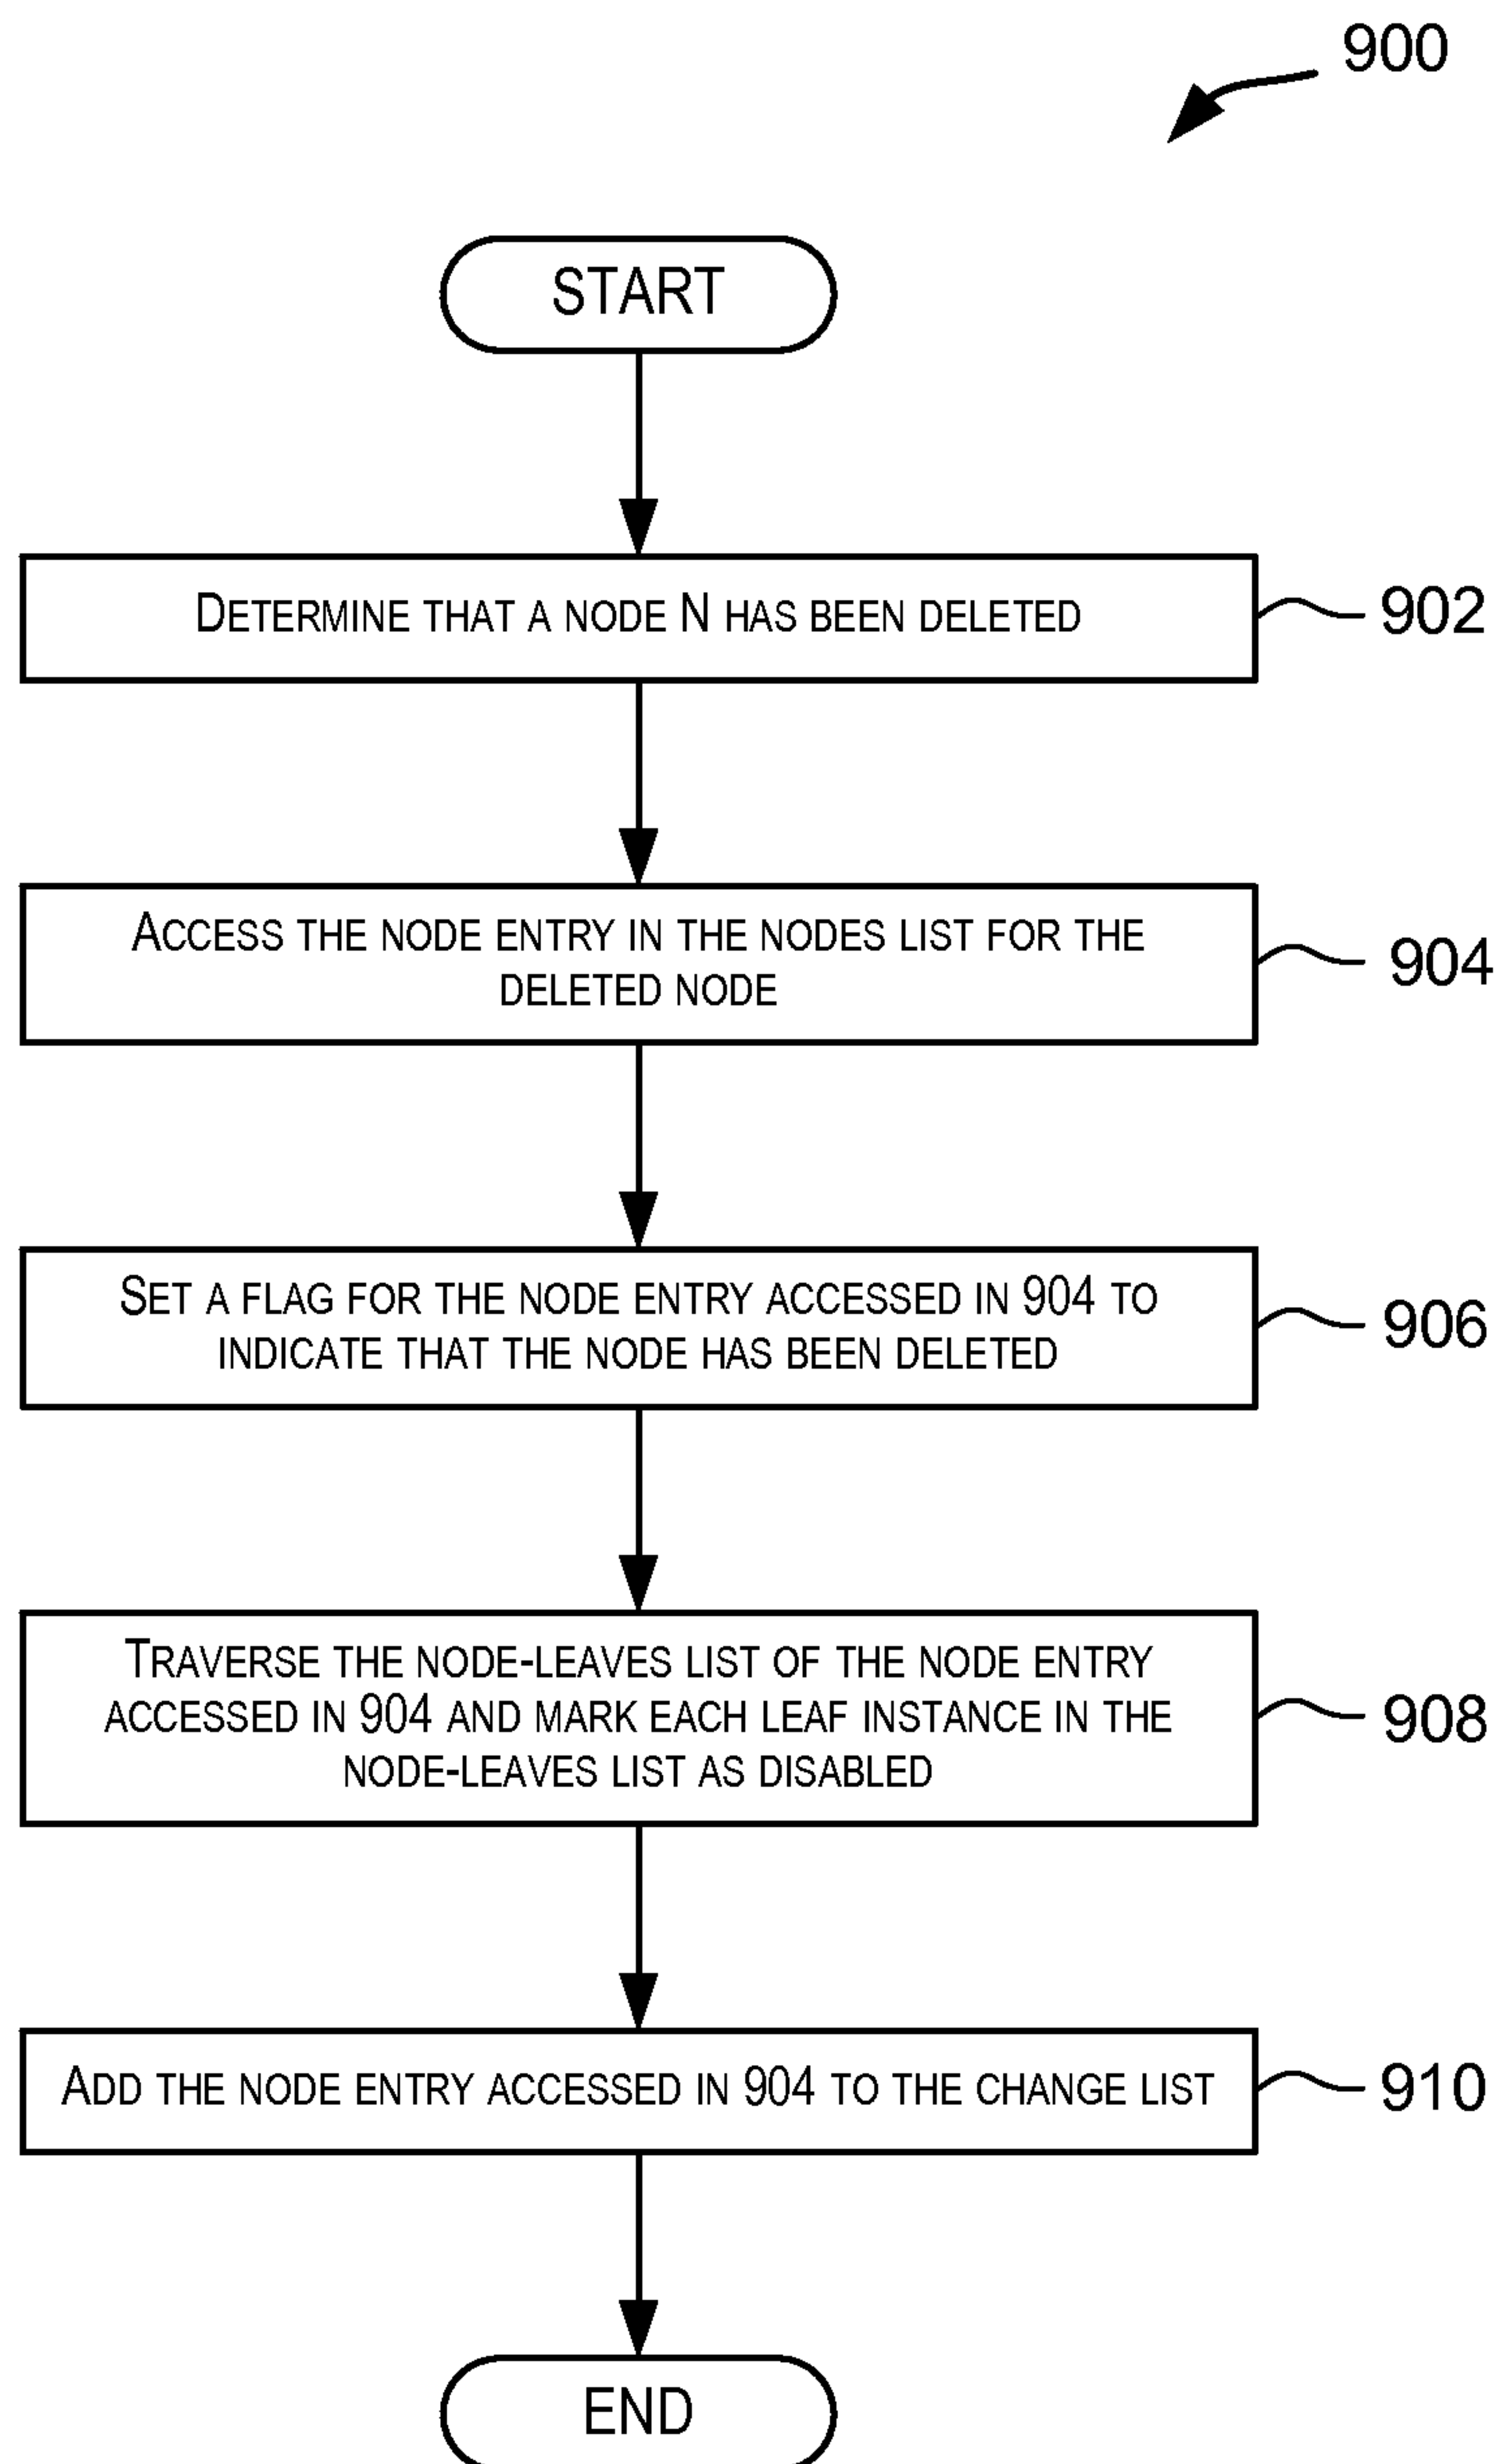 900
START
DETERMINE THAT A NODE N HAS BEEN DELETED
902
ACCESS THE NODE ENTRY IN THE NODES LIST FOR THE
DELETED NODE
904
SET A FLAG FOR THE NODE ENTRY ACCESSED IN 904 TO
INDICATE THAT THE NODE HAS BEEN DELETED
906
TRAVERSE THE NODE-LEAVES LIST OF THE NODE ENTRY
ACCESSED IN 904 AND MARK EACH LEAF INSTANCE IN THE
NODE-LEAVES LIST AS DISABLED
908
ADD THE NODE ENTRY ACCESSED IN 904 TO THE CHANGE LIST
910
END